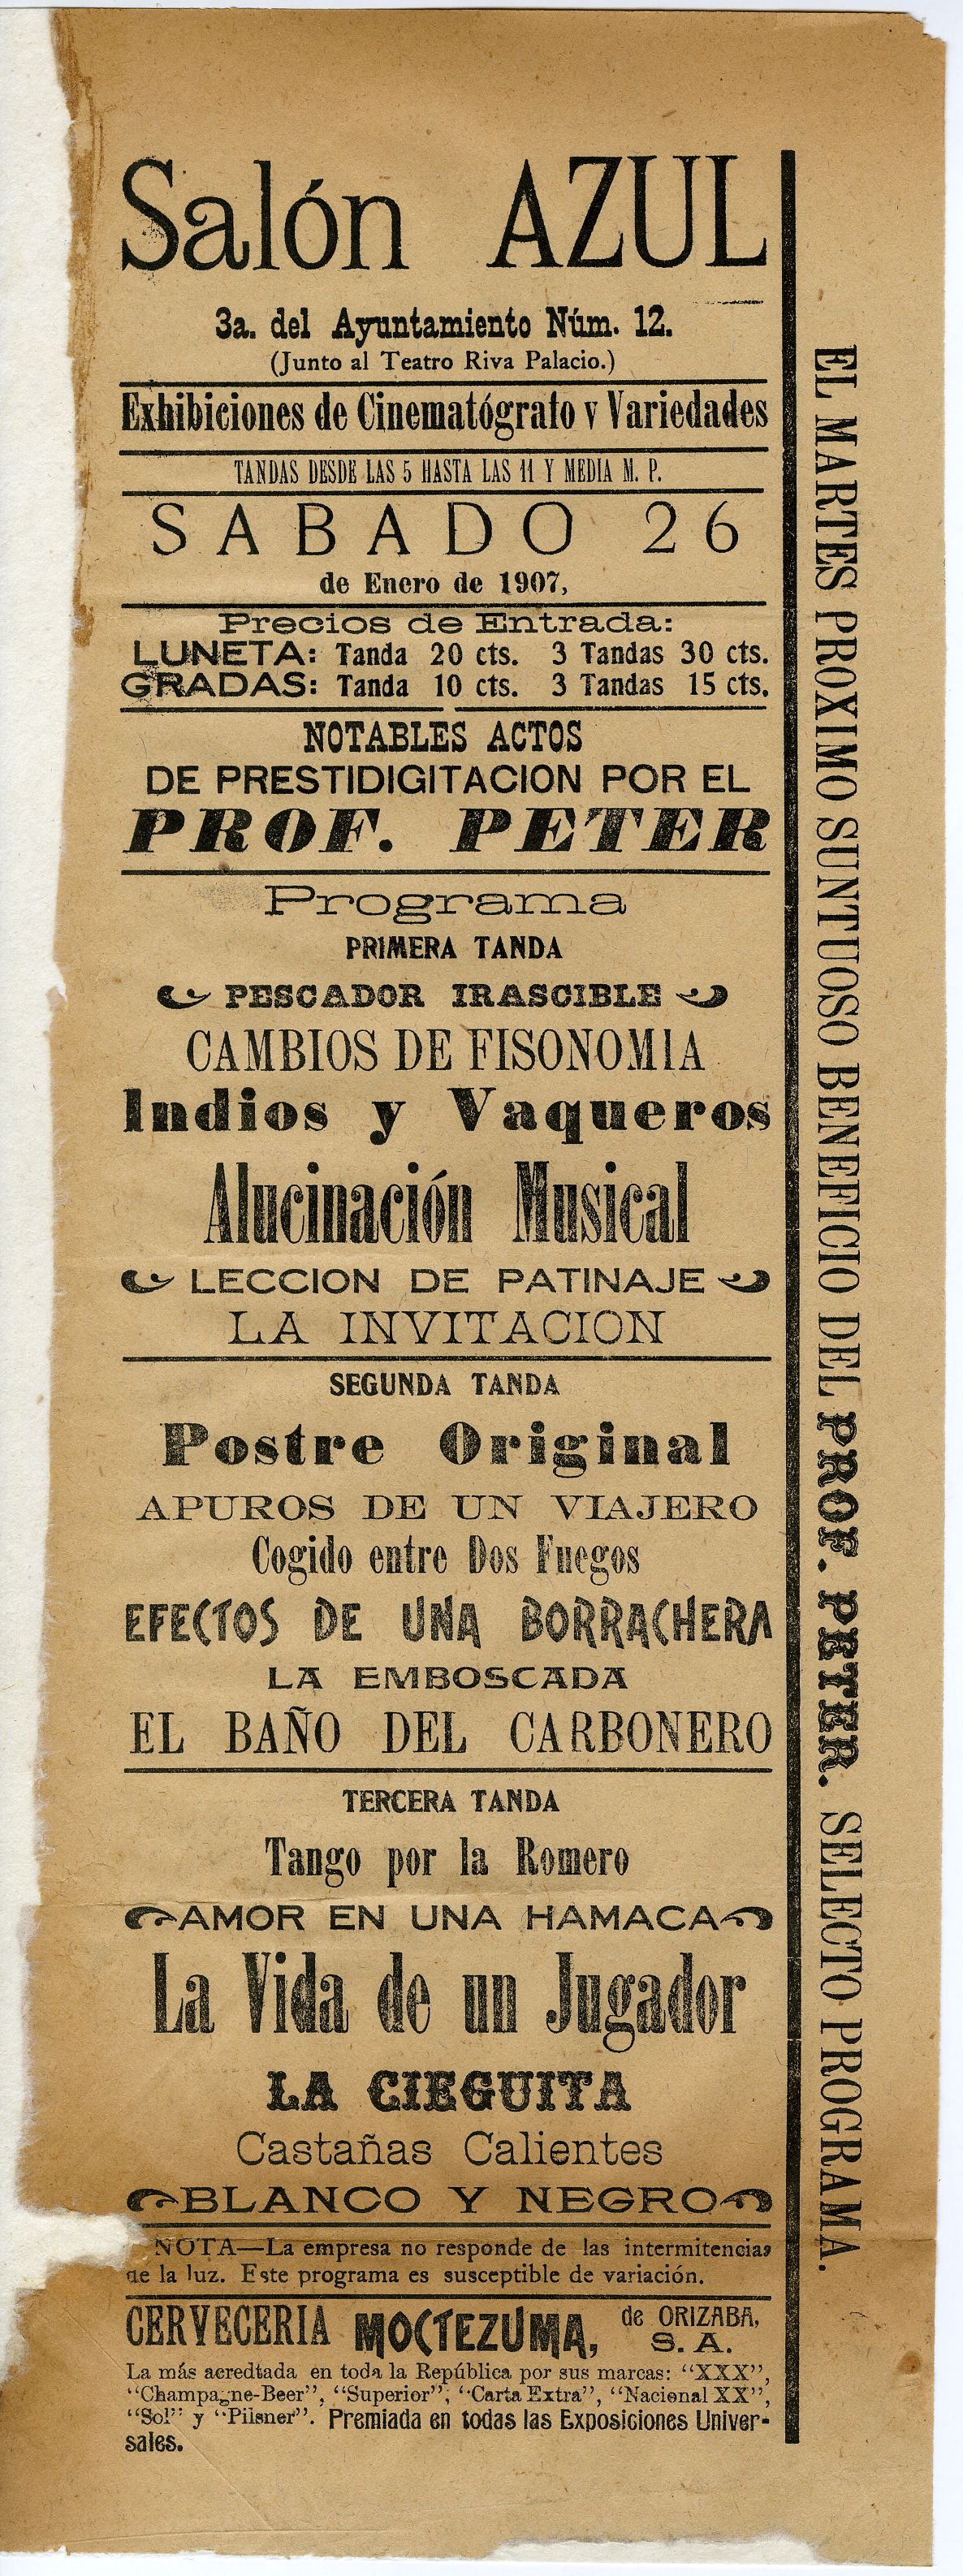 Salón AZUL
3a. del Ayuntamiento Núm. 12.
(Junto al Teatro Riva Palacio.)
Exhibiciones de Cinematógrafo y Variedades
TANDAS DESDE LAS 5 HASTA LAS 11 Y MEDIA M. P.
SABADO 26
de Enero de 1907,
Precios de Entrada:
LUNETA: Tanda 20 cts. 3 Tandas 30 cts.
GRADAS: Tanda 10 cts. 3 Tandas 15 cts.
NOTABLES ACTOS
DE PRESTIDIGITACION POR EL
PROF. PETER
Programa
PRIMERA TANDA
PESCADOR IRASCIBLE
CAMBIOS DE FISONOMIA
Indios y Vaqueros
Alucinación Musical
LECCION DE PATINAJE
LA INVITACION
SEGUNDA TANDA
Postre Original
APUROS DE UN VIAJERO
Cogido entre Dos Fuegos
EFECTOS DE UNA BORRACHERA
LA EMBOSCADA
EL BAÑO DEL CARBONERO
TERCERA TANDA
Tango por la Romero
AMOR EN UNA HAMACA
La Vida de un Jugador
LA CIEGUITA
Castañas Calientes
BLANCO Y NEGRO
NOTA—La empresa no responde de las intermitencias
de la luz. Este programa es susceptible de variación.
CERVECERIA MOCTEZUMA, de ORIZABA, S. A.
La más acredtada en toda la República por sus marcas: "XXX",
"Champagne-Beer", "Superior", "Carta Extra", "Nacional XX",
"Sol" y "Pilsner". Premiada en todas las Exposiciones Univer-
sales.
EL MARTES PROXIMO SUNTUOSO BENEFICIO DEL PROF. PETER. SELECTO PROGRAMA.